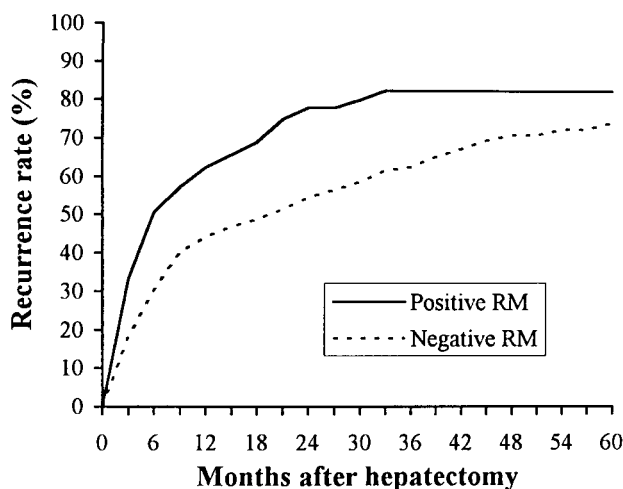 Recurrence rate (%)
100
90
80
70
60
50
40
30
20
10
0
Positive RM
Negative RM
0 6 12 18 24 30 36 42 48 54 60
Months after hepatectomy